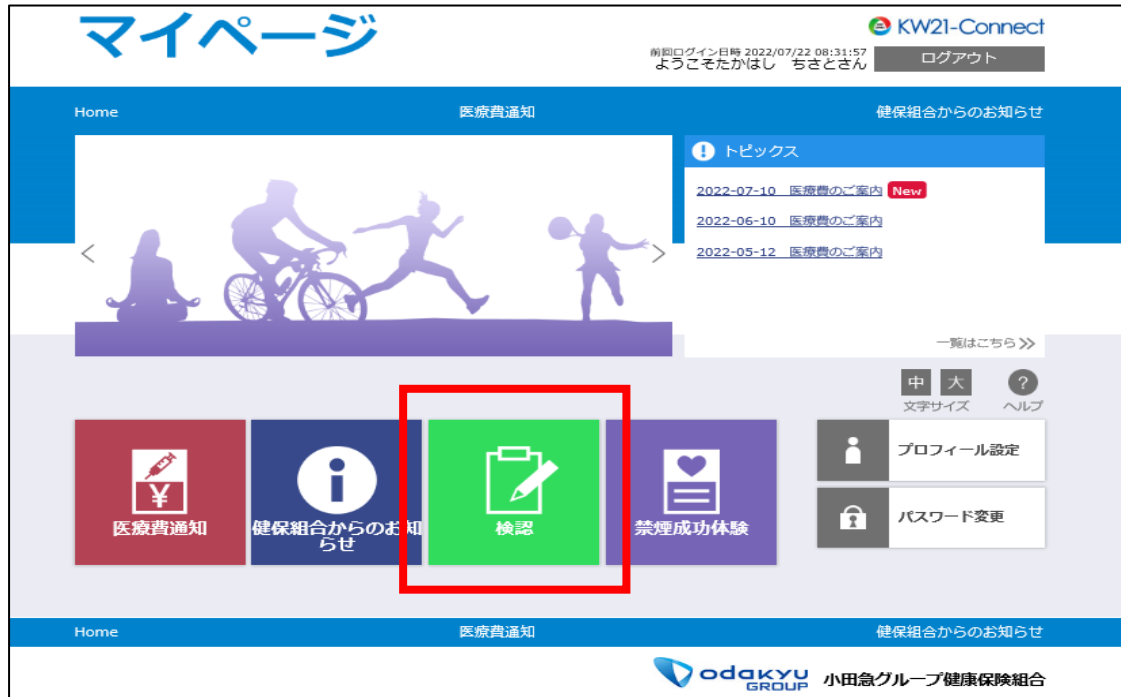 マイページ
KW21-Connect
前回ログイン日時 2022/07/22 08:31:57
ようこそたかはし　ちさとさん
ログアウト
Home
医療費通知
健保組合からのお知らせ
! トピックス
2022-07-10　医療費のご案内 New
2022-06-10　医療費のご案内
2022-05-12　医療費のご案内
一覧はこちら
中 大 ?
文字サイズ ヘルプ
¥
医療費通知
i
健保組合からのお知
らせ
検認
禁煙成功体験
プロフィール設定
パスワード変更
Home
医療費通知
健保組合からのお知らせ
odakyu
GROUP
小田急グループ健康保険組合